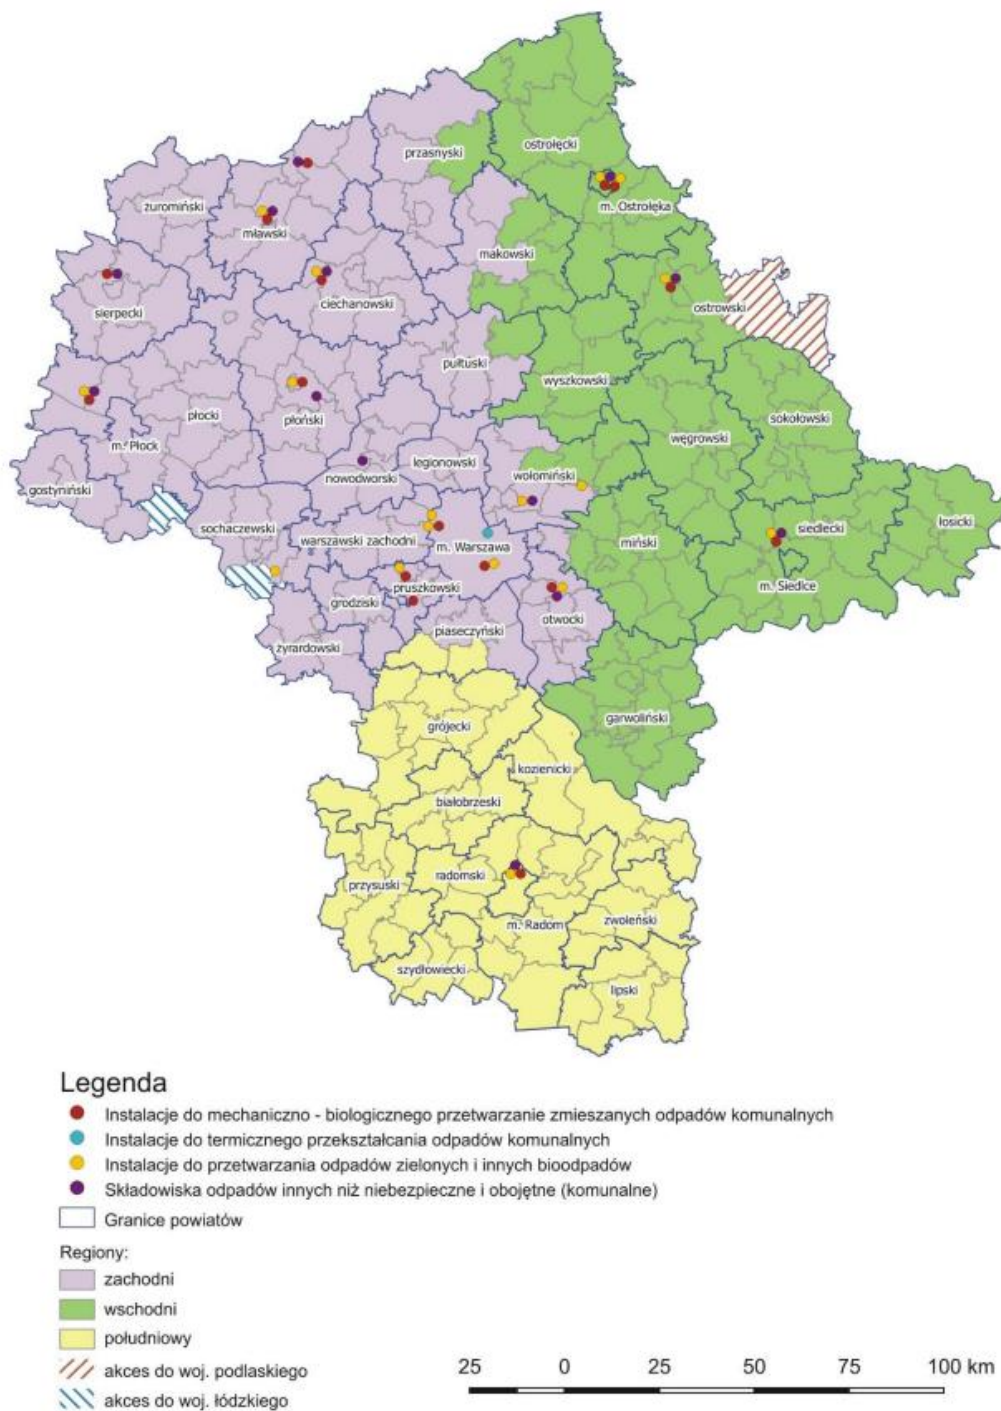 ostrołęcki
przasnyski
żuromiński
m. Ostrołęka
mławski
makowski
ciechanowski
ostrowski
sierpecki
pułtuski
wyszkowski
płocki
płoński
sokołowski
węgrowski
m. Płock
legionowski
wołomiński
nowodworski
gostyniński
sochaczewski
siedlecki
łosicki
warszawski zachodni
m. Warszawa
miński
pruszkowski
m. Siedlce
grodziski
otwocki
piaseczyński
żyrardowski
garwoliński
grójecki
kozienicki
białobrzeski
radomski
przysuski
m. Radom
zwoleński
szydłowiecki
lipski
Legenda
Instalacje do mechaniczno - biologicznego przetwarzanie zmieszanych odpadów komunalnych
Instalacje do termicznego przekształcania odpadów komunalnych
Instalacje do przetwarzania odpadów zielonych i innych bioodpadów
Składowiska odpadów innych niż niebezpieczne i obojętne (komunalne)
Granice powiatów
Regiony:
zachodni
wschodni
południowy
akces do woj. podlaskiego
akces do woj. łódzkiego
25 0 25 50 75 100 km